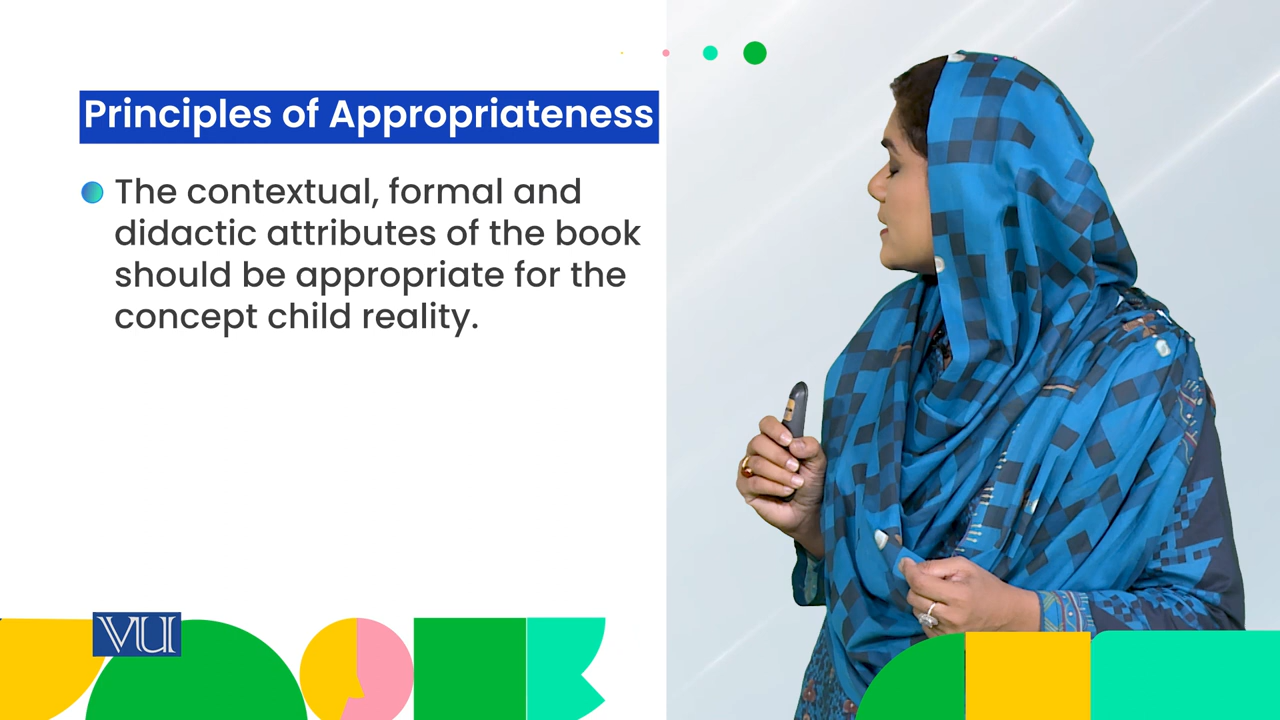 Principles of Appropriateness
The contextual, formal and
didactic attributes of the book
should be appropriate for the
concept child reality.
VU